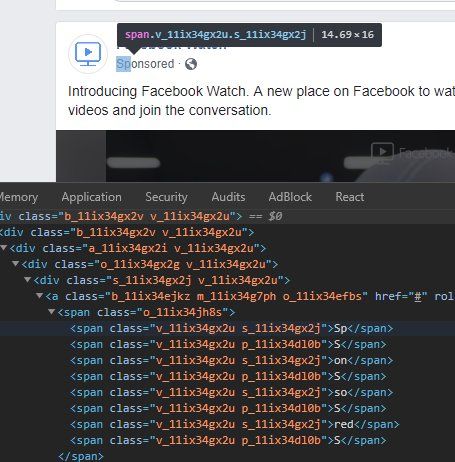 span.v_11ix34gx2u.s_11ix34gx2j | 14.69×16
Sponsored ·
Introducing Facebook Watch. A new place on Facebook to wat
videos and join the conversation.
Facebook
Memory Application Security Audits AdBlock React
iv class="b_11ix34gx2v v_11ix34gx2u"> == $0
<div class="b_11ix34gx2v v_11ix34gx2u">
<div class="a_11ix34gx2i v_11ix34gx2u">
<div class="o_11ix34gx2g v_11ix34gx2u">
<div class="s_11ix34gx2j v_11ix34gx2u">
<a class="b_11ix34ejkz m_11ix34g7ph o_11ix34efbs" href="#" rol
<span class="o_11ix34jh8s">
<span class="v_11ix34gx2u s_11ix34gx2j">Sp</span>
<span class="v_11ix34gx2u p_11ix34dl0b">S</span>
<span class="v_11ix34gx2u s_11ix34gx2j">on</span>
<span class="v_11ix34gx2u p_11ix34dl0b">S</span>
<span class="v_11ix34gx2u s_11ix34gx2j">so</span>
<span class="v_11ix34gx2u p_11ix34dl0b">S</span>
<span class="v_11ix34gx2u s_11ix34gx2j">red</span>
<span class="v_11ix34gx2u p_11ix34dl0b">S</span>
</span>